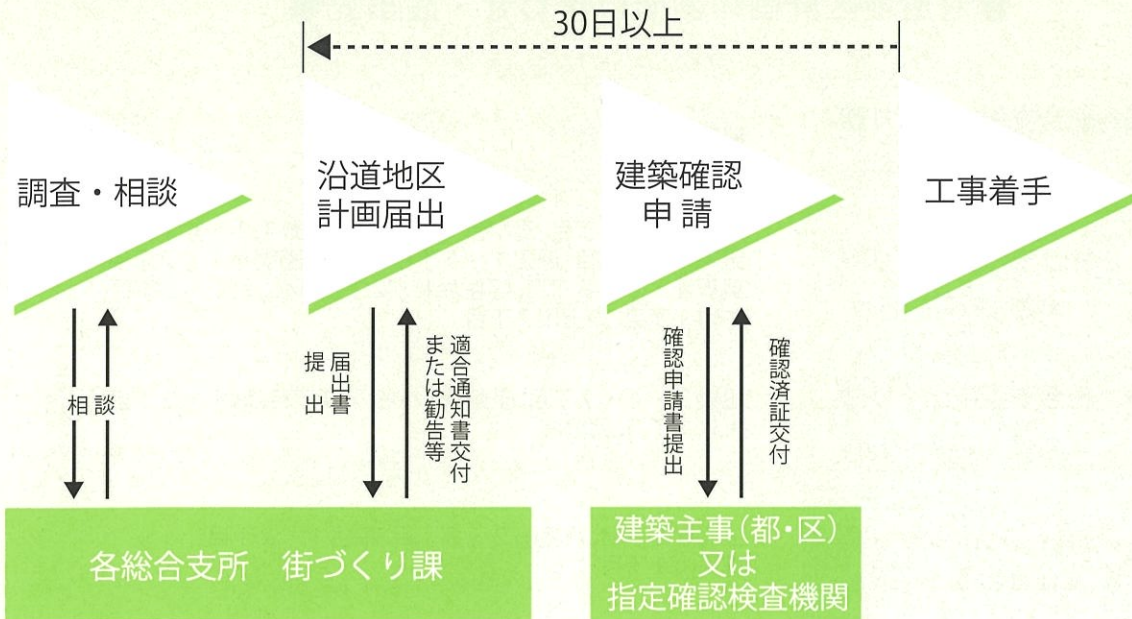 30日以上
調査・相談
沿道地区
計画届出
建築確認
申請
工事着手
相談
届出書
提出
適合通知書交付
または勧告等
確認申請書提出
確認済証交付
各総合支所　街づくり課
建築主事(都・区)
又は
指定確認検査機関